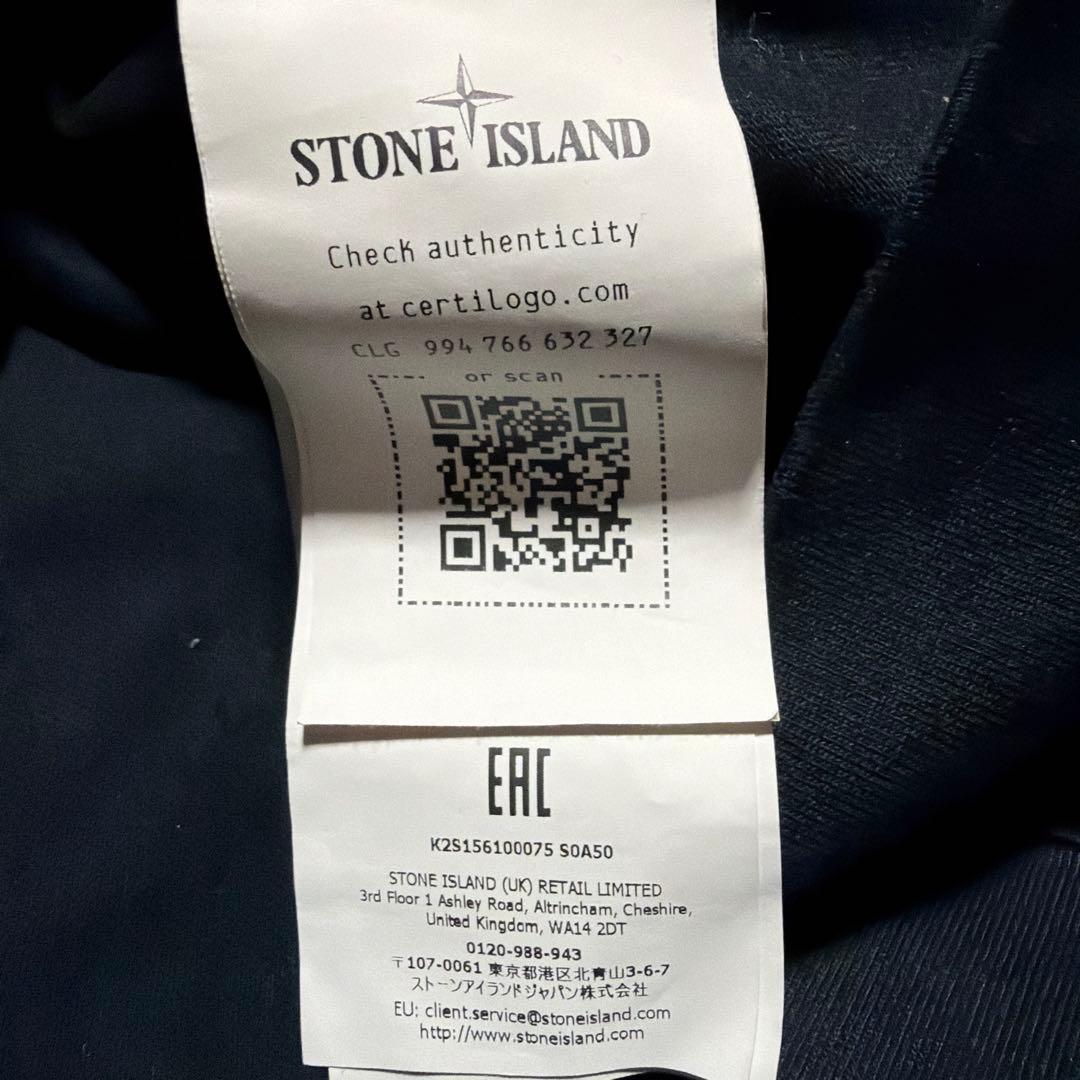 STONE ISLAND
Check authenticity
at certilogo.com
CLG 994 766 632 327
or scan
EAC
K2S156100075 S0A50
STONE ISLAND (UK) RETAIL LIMITED
3rd Floor 1 Ashley Road, Altrincham, Cheshire,
United Kingdom, WA14 2DT
0120-988-943
〒107-0061 東京都港区北青山3-6-7
ストーンアイランドジャパン株式会社
EU: client.service@stoneisland.com
http://www.stoneisland.com